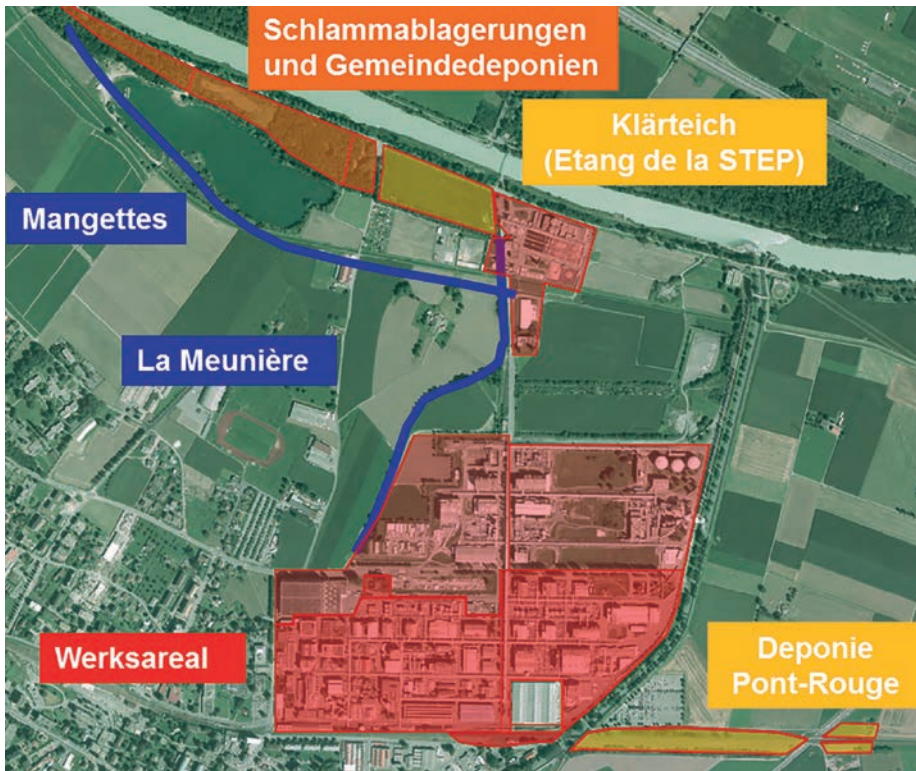 Schlammablagerungen
und Gemeindedeponien
Klärteich
(Etang de la STEP)
Mangettes
La Meunière
Werksareal
Deponie
Pont-Rouge